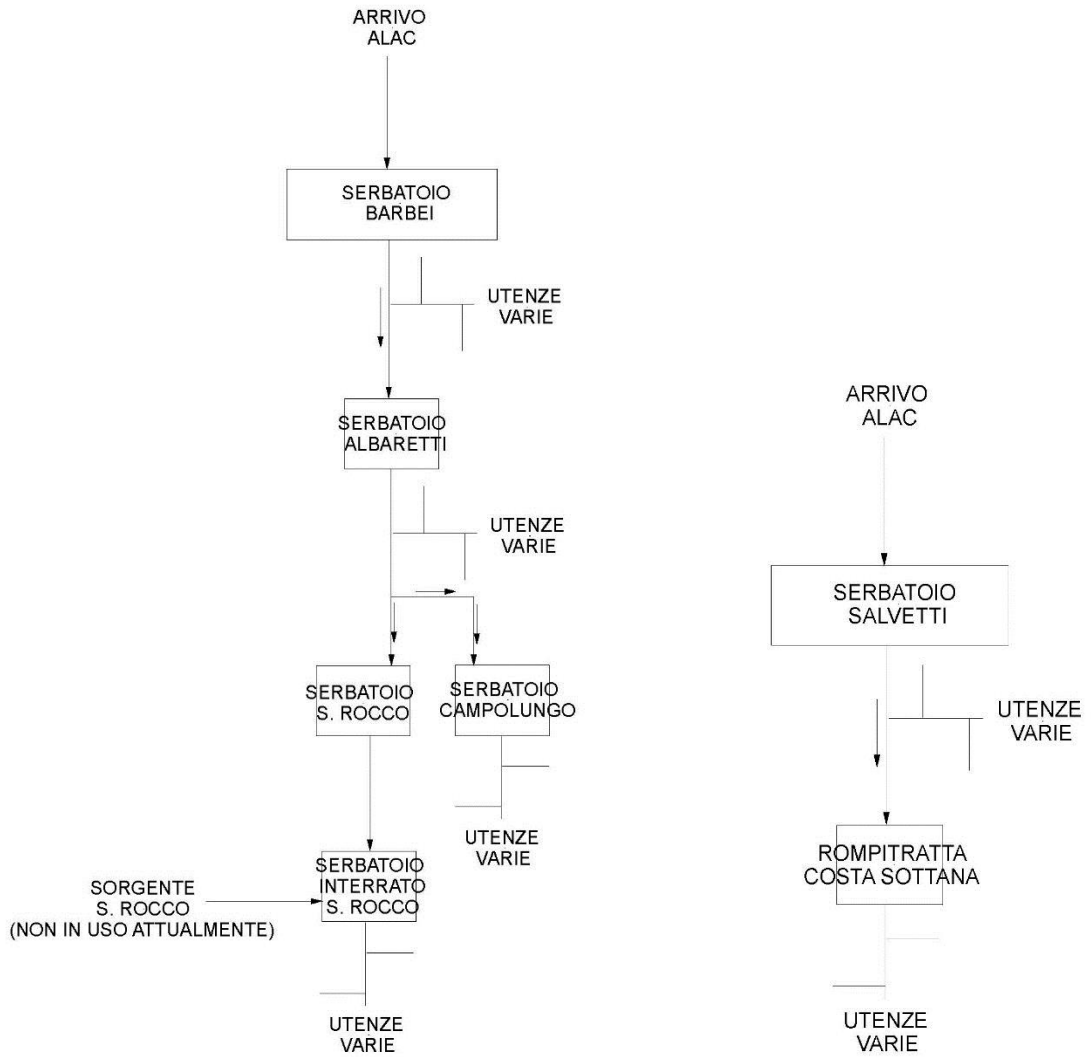 ARRIVO
ALAC
SERBATOIO
BARBEI
UTENZE
VARIE
SERBATOIO
ALBARETTI
UTENZE
VARIE
SERBATOIO
S. ROCCO
SERBATOIO
CAMPOLUNGO
UTENZE
VARIE
SERBATOIO
INTERRATO
S. ROCCO
SORGENTE
S. ROCCO
(NON IN USO ATTUALMENTE)
UTENZE
VARIE
ARRIVO
ALAC
SERBATOIO
SALVETTI
UTENZE
VARIE
ROMPITRATTA
COSTA SOTTANA
UTENZE
VARIE